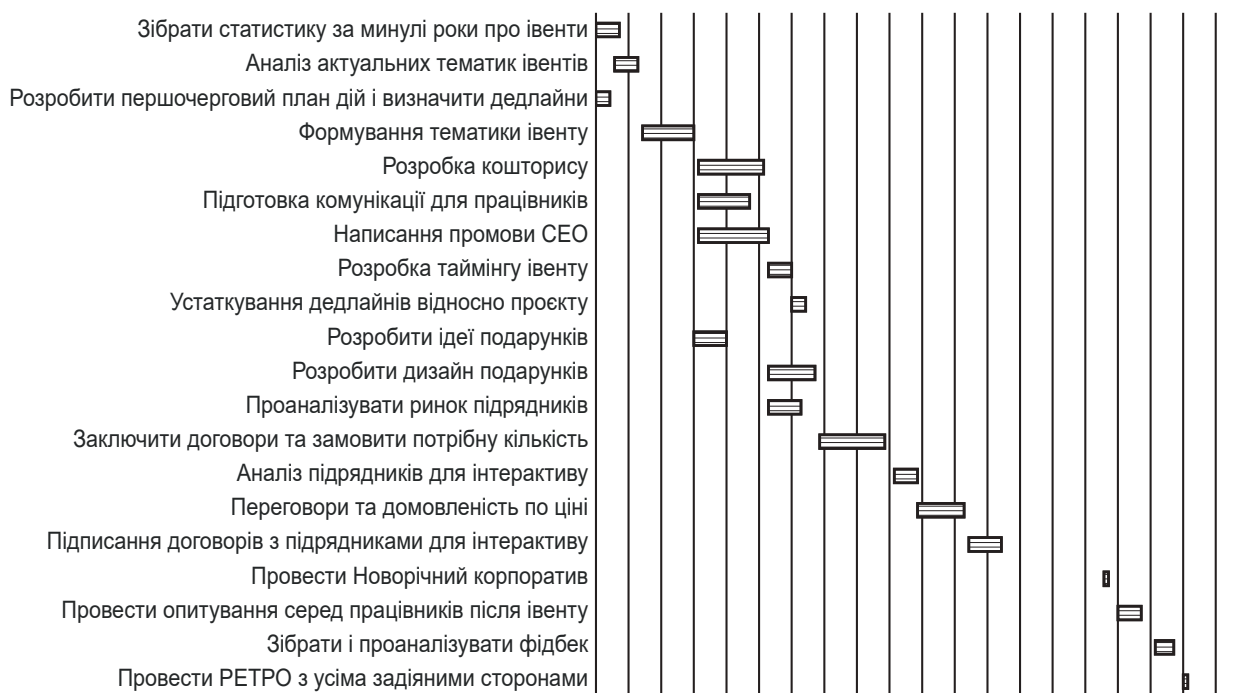 Зібрати статистику за минулі роки про івенти
Аналіз актуальних тематик івентів
Розробити першочерговий план дій і визначити дедлайни
Формування тематики івенту
Розробка кошторису
Підготовка комунікації для працівників
Написання промови СЕО
Розробка таймінгу івенту
Устаткування дедлайнів відносно проєкту
Розробити ідеї подарунків
Розробити дизайн подарунків
Проаналізувати ринок підрядників
Заключити договори та замовити потрібну кількість
Аналіз підрядників для інтерактиву
Переговори та домовленість по ціні
Підписання договорів з підрядниками для інтерактиву
Провести Новорічний корпоратив
Провести опитування серед працівників після івенту
Зібрати і проаналізувати фідбек
Провести РЕТРО з усіма задіяними сторонами